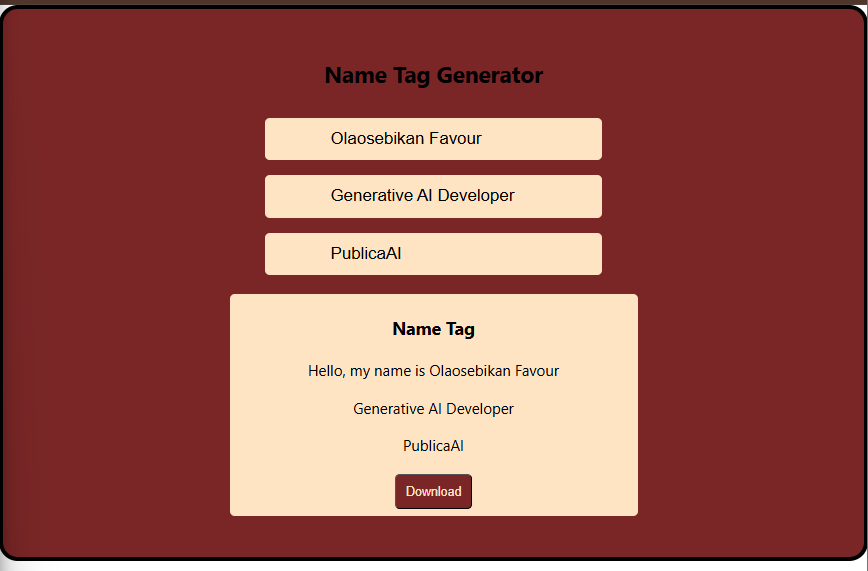 Name Tag Generator
Olaosebikan Favour
Generative AI Developer
PublicaAI
Name Tag
Hello, my name is Olaosebikan Favour
Generative AI Developer
PublicaAI
Download